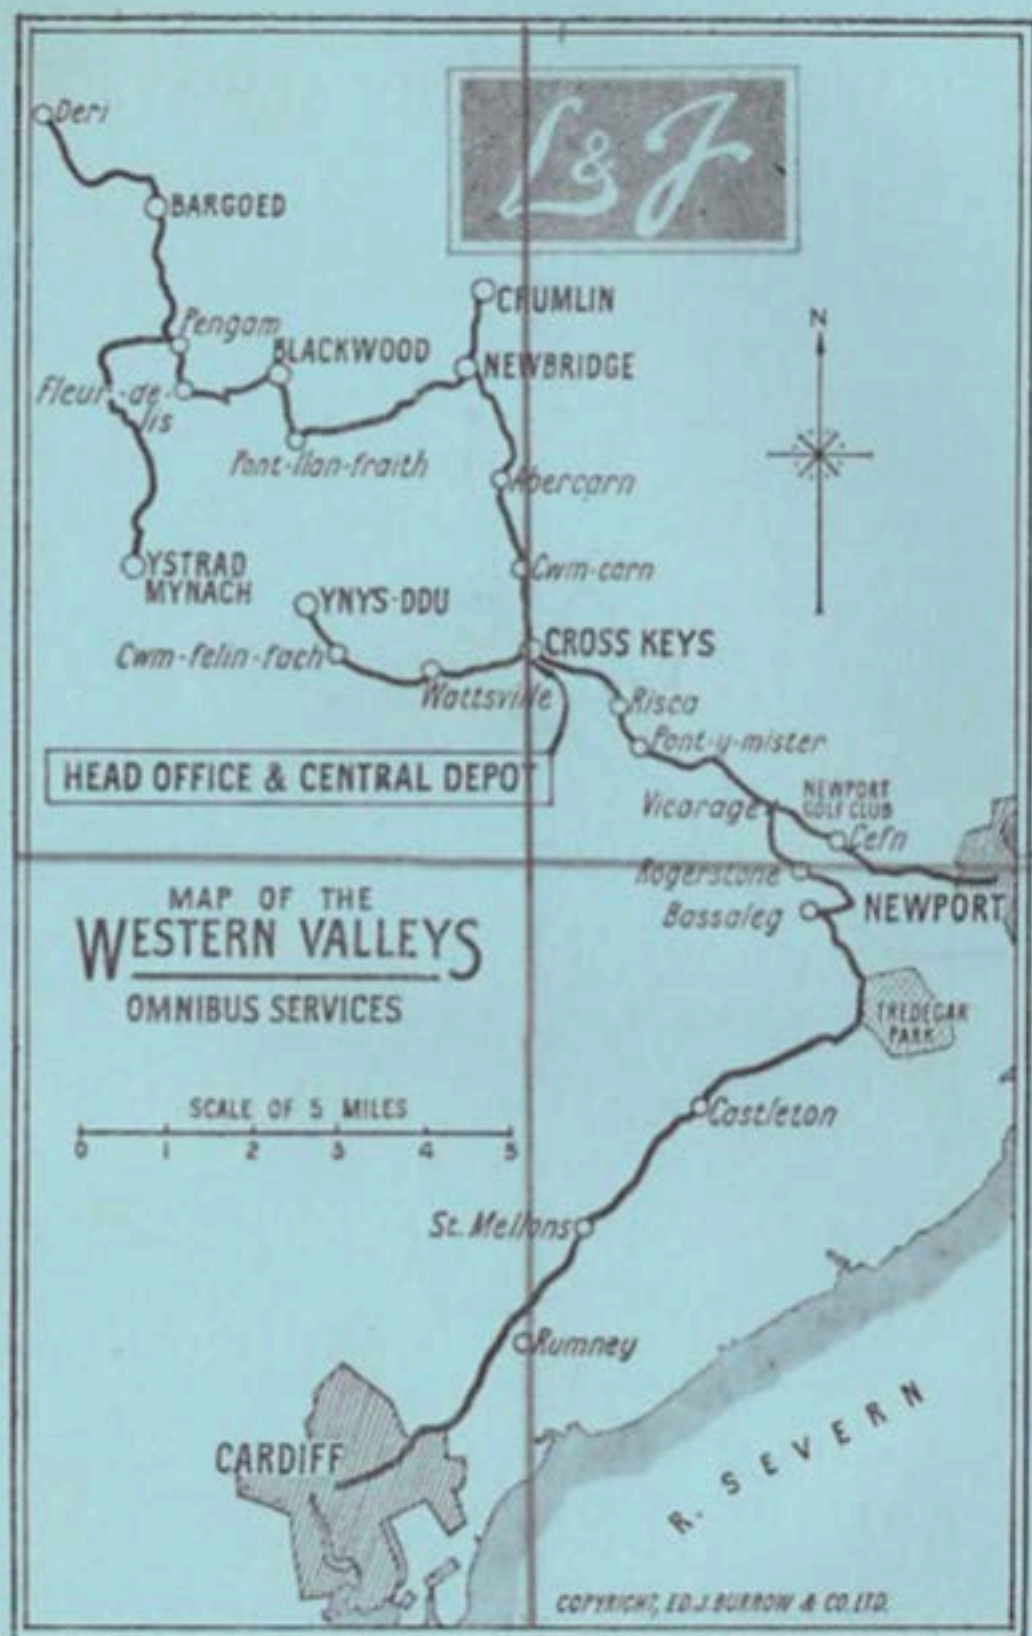 L & J
Deri
BARGOED
CRUMLIN
N
Pengam
BLACKWOOD
NEWBRIDGE
Fleur-de-
lis
Pont-llan-fraith
Abercarn
YSTRAD
MYNACH
Cwm-carn
YNYS-DDU
CROSS KEYS
Cwm-felin-fach
Wattsville
Risca
Pont-y-mister
HEAD OFFICE & CENTRAL DEPOT
NEWPORT
GOLF CLUB
Vicarage
Cefn
Rogerstone
Bassaleg
NEWPORT
MAP OF THE
WESTERN VALLEYS
OMNIBUS SERVICES
TREDEGAR
PARK
SCALE OF 5 MILES
0 1 2 3 4 5
Castleton
St. Mellons
Rumney
CARDIFF
R. SEVERN
COPYRIGHT, ED. J. BURROW & CO. LTD.